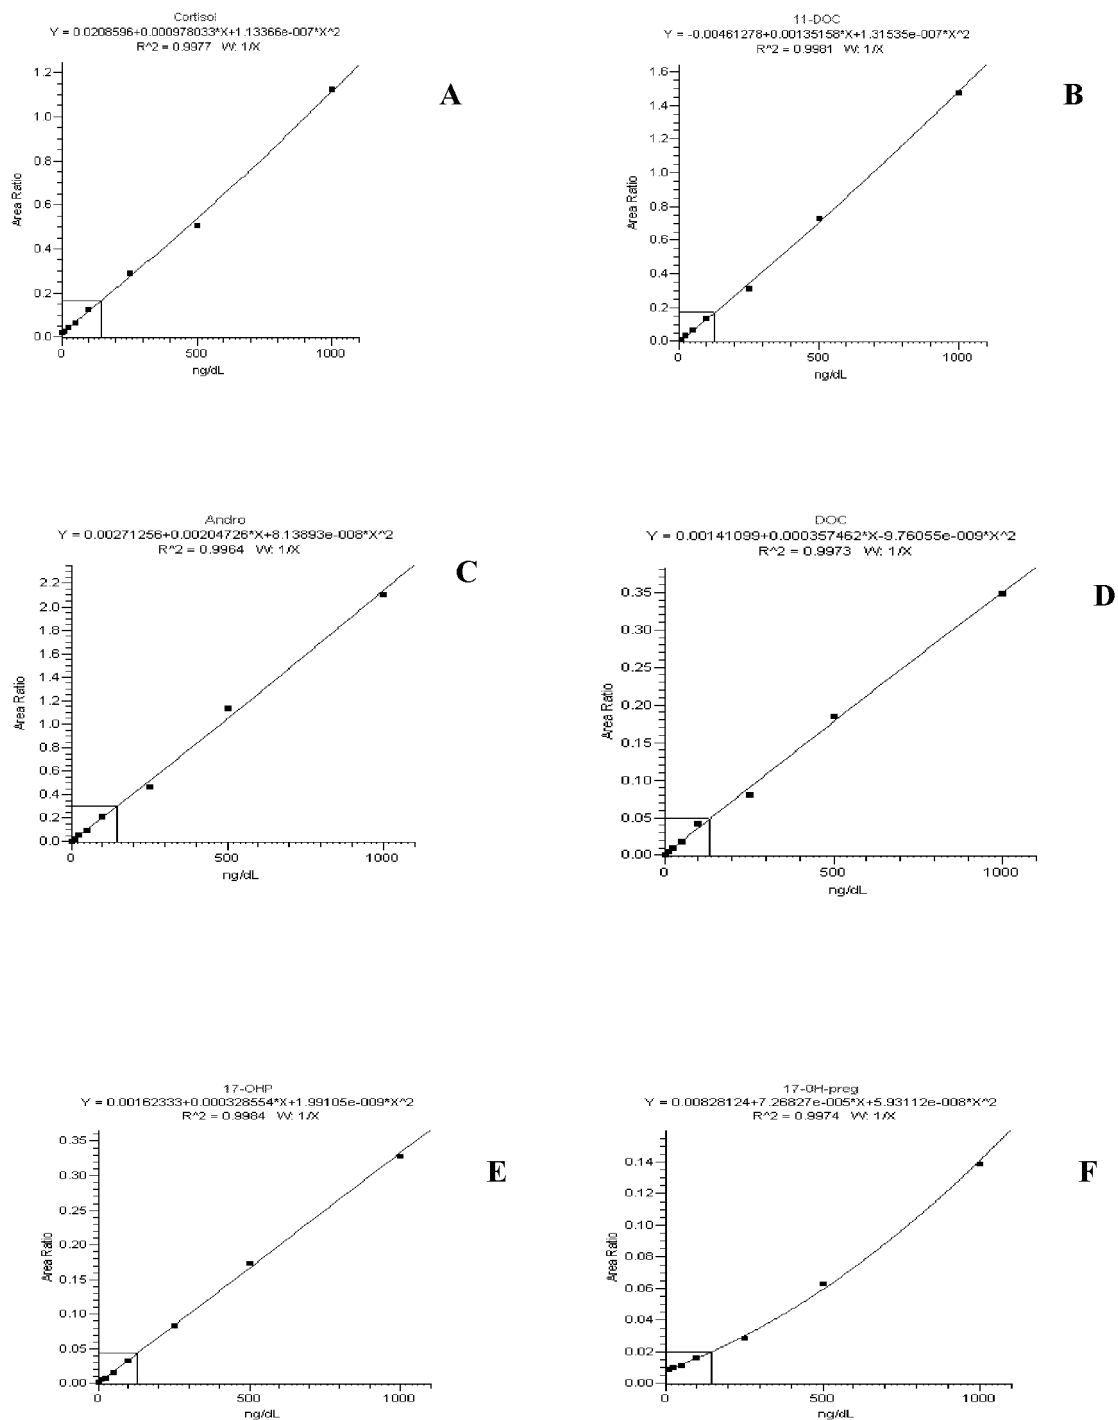 Cortisol
Y = 0.0208596+0.000978033*X+1.13366e-007*X^2
R^2 = 0.9977 W: 1/X
A
1.2
1.0
0.8
0.6
0.4
0.2
0.0
Area Ratio
0 500 1000
ng/dL
11-DOC
Y = -0.00461278+0.00135158*X+1.31535e-007*X^2
R^2 = 0.9981 W: 1/X
B
1.6
1.4
1.2
1.0
0.8
0.6
0.4
0.2
0.0
Area Ratio
0 500 1000
ng/dL
Andro
Y = 0.00271256+0.00204726*X+8.13893e-008*X^2
R^2 = 0.9964 W: 1/X
C
2.2
2.0
1.8
1.6
1.4
1.2
1.0
0.8
0.6
0.4
0.2
0.0
Area Ratio
0 500 1000
ng/dL
DOC
Y = 0.00141099+0.000357462*X-9.76055e-009*X^2
R^2 = 0.9973 W: 1/X
D
0.35
0.30
0.25
0.20
0.15
0.10
0.05
0.00
Area Ratio
0 500 1000
ng/dL
17-OHP
Y = 0.00162333+0.000328554*X+1.99105e-009*X^2
R^2 = 0.9984 W: 1/X
E
0.35
0.30
0.25
0.20
0.15
0.10
0.05
0.00
Area Ratio
0 500 1000
ng/dL
17-0H-preg
Y = 0.00828124+7.26827e-005*X+5.93112e-008*X^2
R^2 = 0.9974 W: 1/X
F
0.14
0.12
0.10
0.08
0.06
0.04
0.02
0.00
Area Ratio
0 500 1000
ng/dL